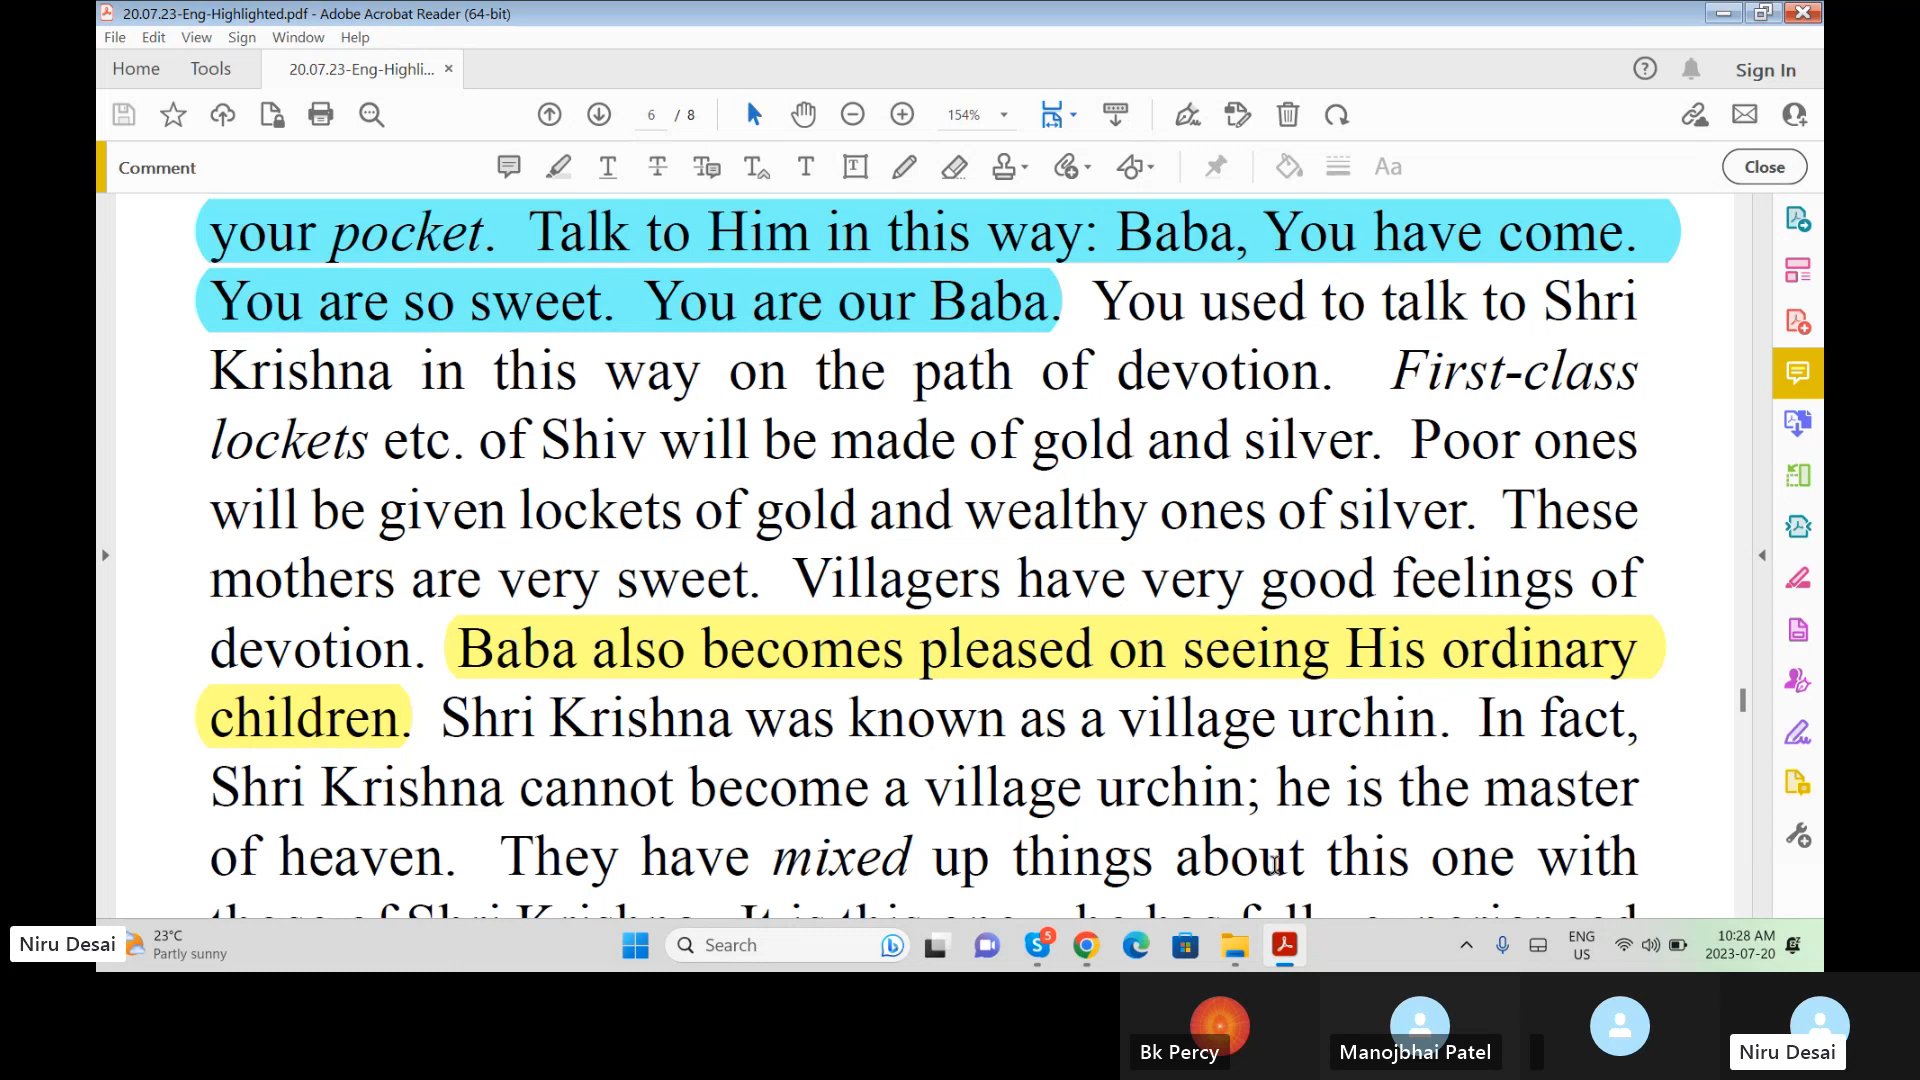 20.07.23-Eng-Highlighted.pdf - Adobe Acrobat Reader (64-bit)
File Edit View Sign Window Help
Home Tools 20.07.23-Eng-Highli... × Sign In
6 / 8 154%
Comment Close
your pocket. Talk to Him in this way: Baba, You have come.
You are so sweet. You are our Baba. You used to talk to Shri
Krishna in this way on the path of devotion. First-class
lockets etc. of Shiv will be made of gold and silver. Poor ones
will be given lockets of gold and wealthy ones of silver. These
mothers are very sweet. Villagers have very good feelings of
devotion. Baba also becomes pleased on seeing His ordinary
children. Shri Krishna was known as a village urchin. In fact,
Shri Krishna cannot become a village urchin; he is the master
of heaven. They have mixed up things about this one with
Niru Desai
23°C
Partly sunny
Search
5
ENG
US
10:28 AM
2023-07-20
Bk Percy
Manojbhai Patel
Niru Desai